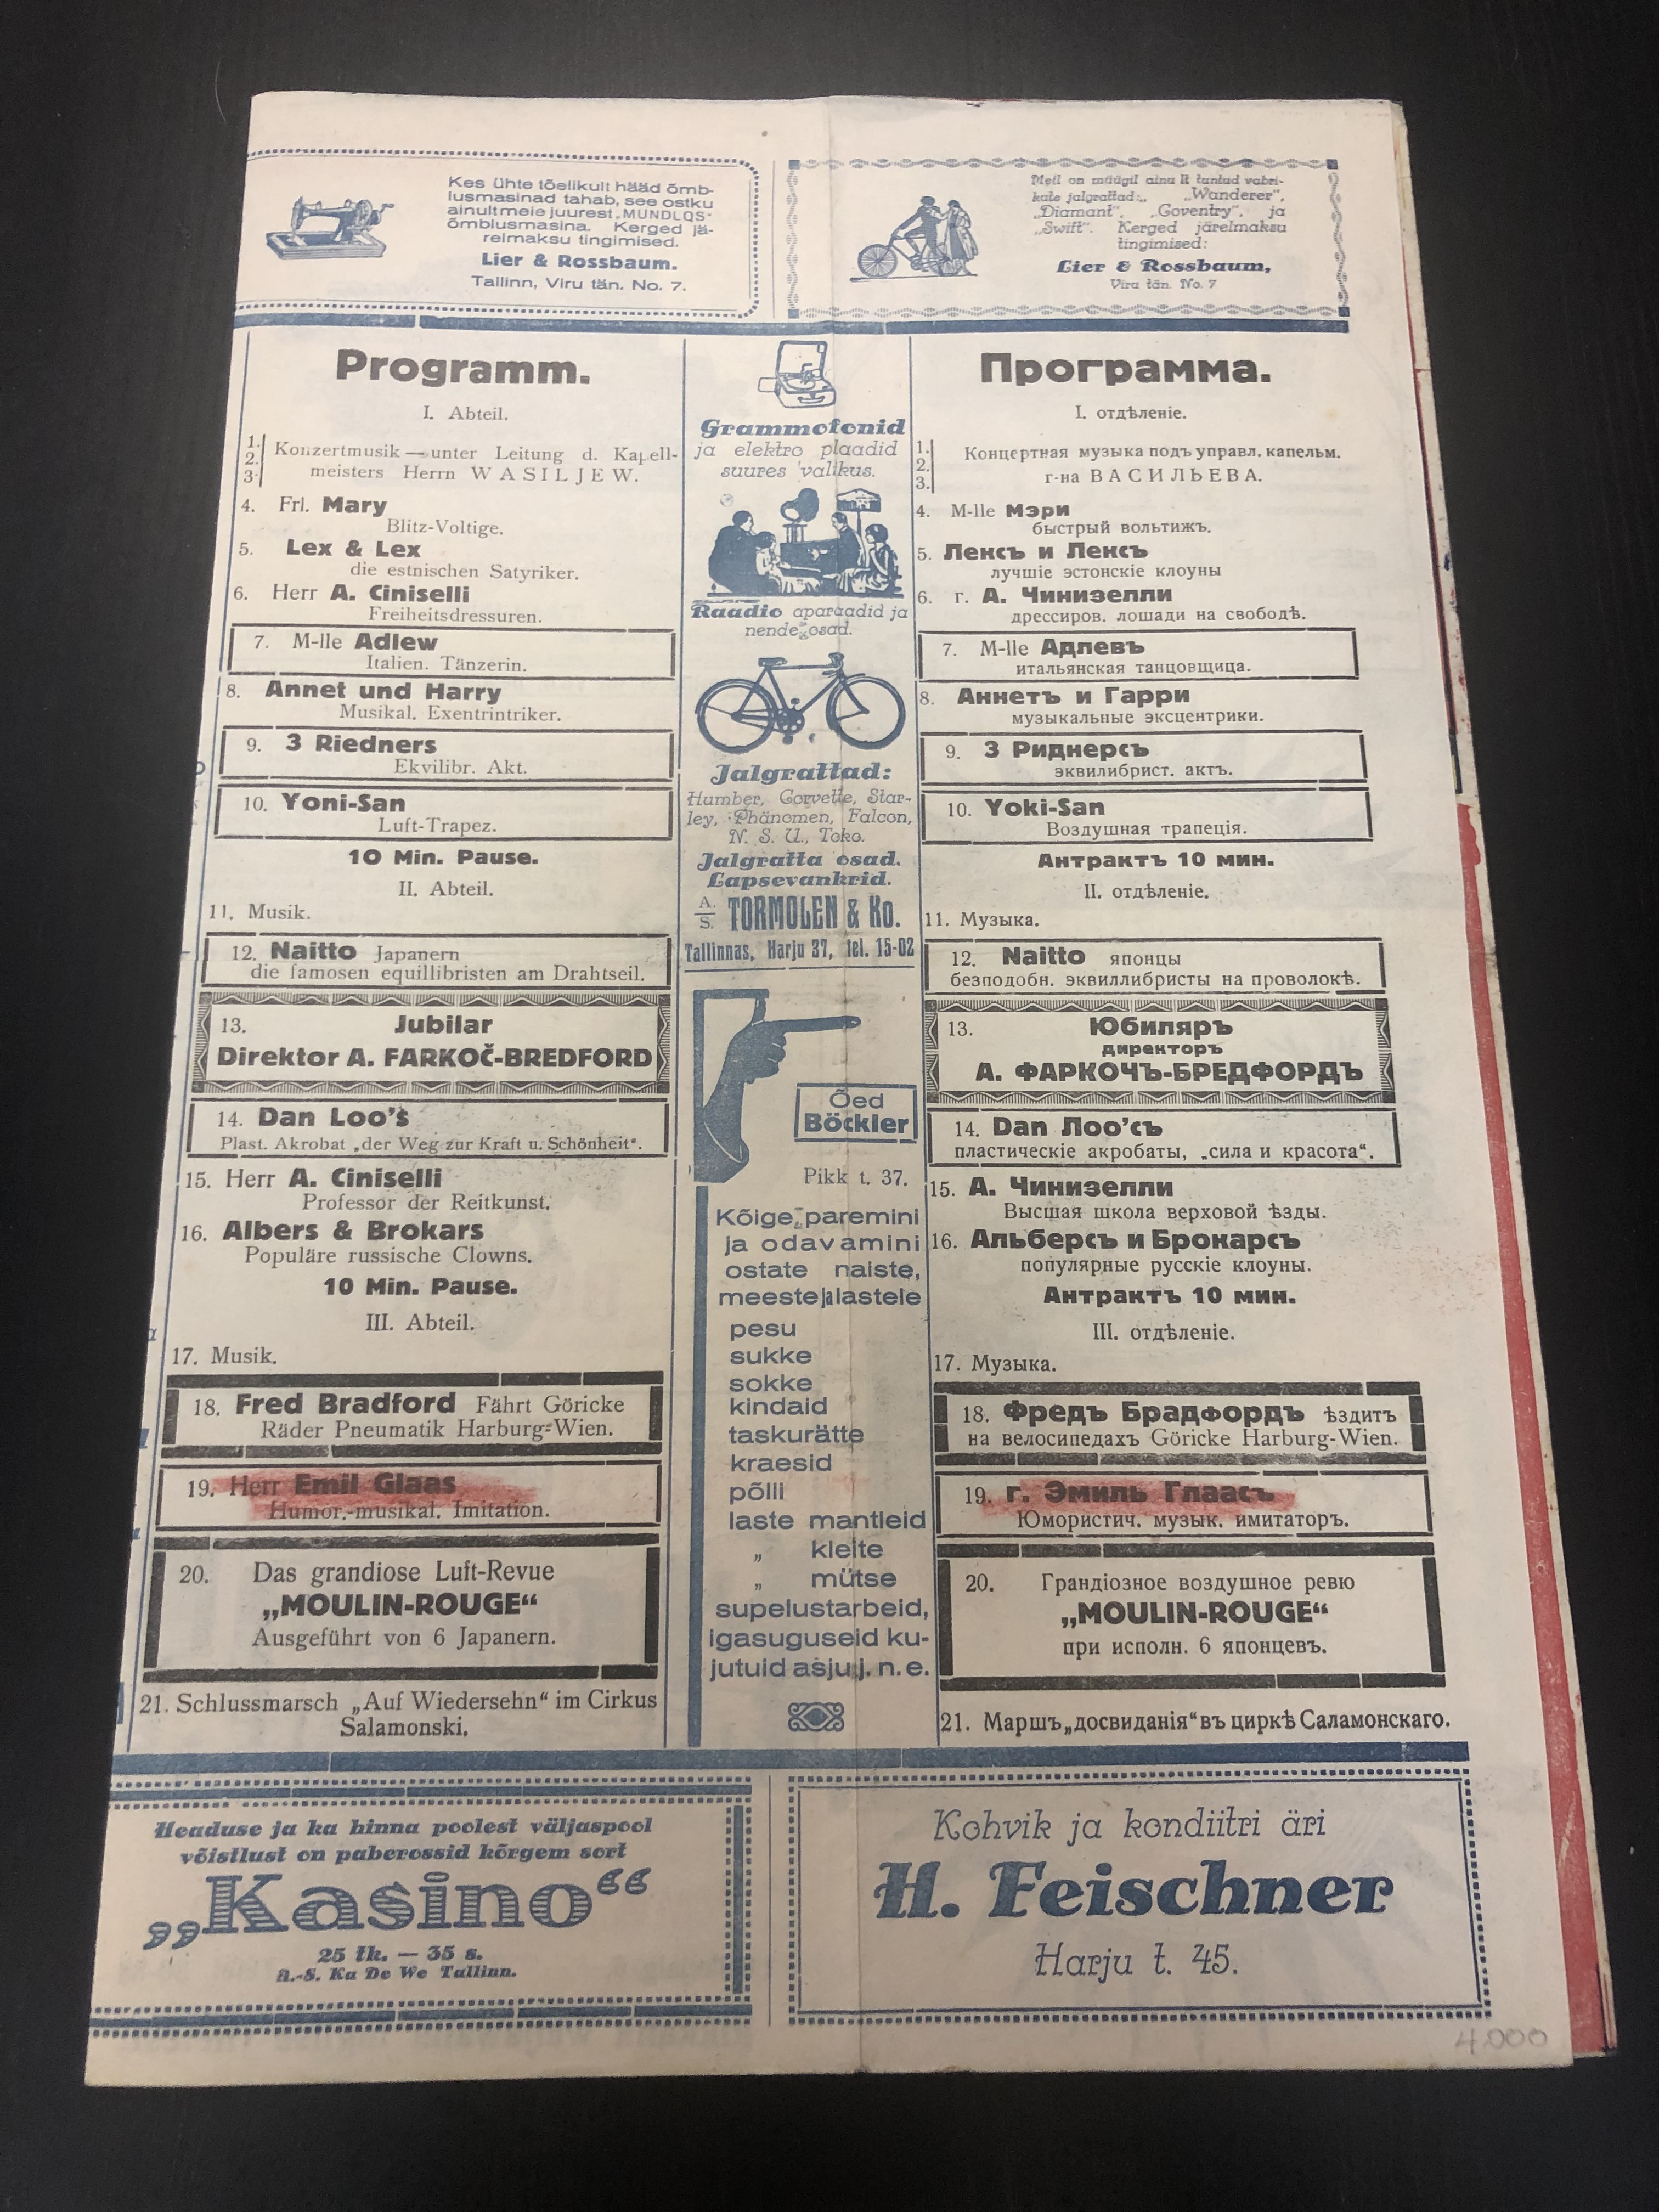 Kes ühte tõelikult hääd õmb-
lusmasinad tahab, see ostku
ainult meie juurest „MUNDLOS-
õmblusmasina. Kerged jä-
relmaksu tingimised.
Lier & Rossbaum.
Tallinn, Viru tän. No. 7.
Meil on müügil aina lt tuntud vabri-
kate jalgrattad:„ „Wanderer”,
„Diamant”, „Goventry”, ja
„Swift”. Kerged järelmaksu
tingimised:
Lier & Rossbaum,
Viru tän. No. 7
Programm.
I. Abteil.
1.
2.
3.
Konzertmusik — unter Leitung d. Kapell-
meisters Herrn WASILJEW.
4. Frl. Mary
Blitz-Voltige.
5. Lex & Lex
die estnischen Satyriker.
6. Herr A. Ciniselli
Freiheitsdressuren.
7. M-lle Adlew
Italien. Tänzerin.
8. Annet und Harry
Musikal. Exentrintriker.
9. 3 Riedners
Ekvilibr. Akt.
10. Yoni-San
Luft-Trapez.
10 Min. Pause.
II. Abteil.
11. Musik.
12. Naitto Japanern
die famosen equillibristen am Drahtseil.
13. Jubilar
Direktor A. FARKOČ-BREDFORD
14. Dan Loo's
Plast. Akrobat „der Weg zur Kraft u. Schönheit“.
15. Herr A. Ciniselli
Professor der Reitkunst.
16. Albers & Brokars
Populäre russische Clowns.
10 Min. Pause.
III. Abteil.
17. Musik.
18. Fred Bradford Fährt Göricke
Räder Pneumatik Harburg-Wien.
19. Herr Emil Glaas
Humor.-musikal. Imitation.
20. Das grandiose Luft-Revue
„MOULIN-ROUGE“
Ausgeführt von 6 Japanern.
21. Schlussmarsch „Auf Wiedersehn“ im Cirkus
Salamonski.
Grammofonid
ja elektro plaadid
suures valikus.
Raadio aparaadid ja
nende osad.
Jalgrattad:
Humber, Corvette, Star-
ley, Phänomen, Falcon,
N. S. U., Toko.
Jalgratta osad.
Lapsevankrid.
A.
S. TORMOLEN & Ko.
Tallinnas, Harju 37, tel. 15-02
Õed
Böckler
Pikk t. 37.
Kõige paremini
ja odavamini
ostate naiste,
meeste ja lastele
pesu
sukke
sokke
kindaid
taskurätte
kraesid
põlli
laste mantleid
„ kleite
„ mütse
supelustarbeid,
igasuguseid ku-
jutuid asju j. n. e.
Программа.
I. отдѣленіе.
1.
2.
3.
Концертная музыка подъ управл. капельм.
г-на ВАСИЛЬЕВА.
4. M-lle Мэри
быстрый вольтижъ.
5. Лексъ и Лексъ
лучшіе эстонскіе клоуны
6. г. А. Чинизелли
дрессиров. лошади на свободѣ.
7. M-lle Адлевъ
итальянская танцовщица.
8. Аннетъ и Гарри
музыкальные эксцентрики.
9. 3 Риднерсъ
эквилибрист. актъ.
10. Yoki-San
Воздушная трапеція.
Антрактъ 10 мин.
II. отдѣленіе.
11. Музыка.
12. Naitto японцы
безподобн. эквиллибристы на проволокѣ.
13. Юбиляръ
директоръ
А. ФАРКОЧЪ-БРЕДФОРДЪ
14. Dan Лоо'съ
пластическіе акробаты, „сила и красота“.
15. А. Чинизелли
Высшая школа верховой ѣзды.
16. Альберсъ и Брокарсъ
популярные русскіе клоуны.
Антрактъ 10 мин.
III. отдѣленіе.
17. Музыка.
18. Фредъ Брадфордъ ѣздитъ
на велосипедахъ Göricke Harburg-Wien.
19. г. Эмиль Глаасъ
Юмористич. музык. имитаторъ.
20. Грандіозное воздушное ревю
„MOULIN-ROUGE“
при исполн. 6 японцевъ.
21. Маршъ „досвиданія“ въ циркѣ Саламонскаго.
Headuse ja ka hinna poolest väljaspool
võistlust on paberossid kõrgem sort
„Kasino“
25 tk. — 35 s.
A.-S. Ka De We Tallinn.
Kohvik ja kondiitri äri
H. Feischner
Harju t. 45.
4.000